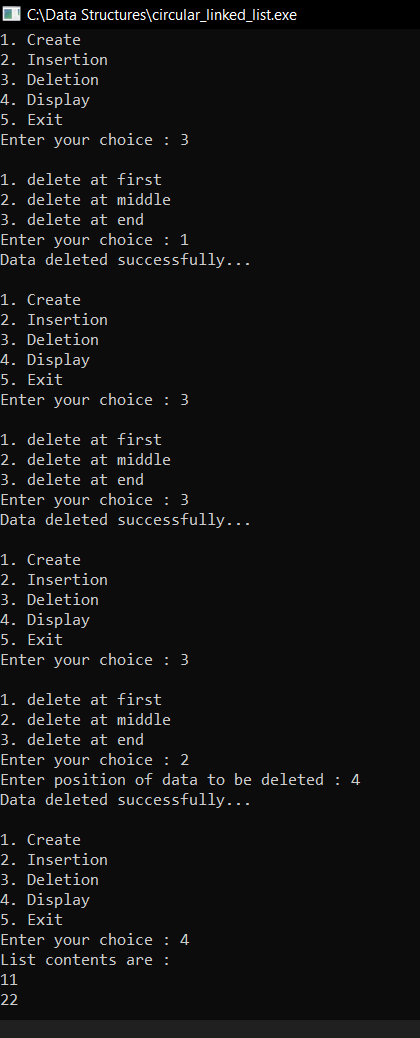 C:\Data Structures\circular_linked_list.exe
1. Create
2. Insertion
3. Deletion
4. Display
5. Exit
Enter your choice : 3
1. delete at first
2. delete at middle
3. delete at end
Enter your choice : 1
Data deleted successfully...
1. Create
2. Insertion
3. Deletion
4. Display
5. Exit
Enter your choice : 3
1. delete at first
2. delete at middle
3. delete at end
Enter your choice : 3
Data deleted successfully...
1. Create
2. Insertion
3. Deletion
4. Display
5. Exit
Enter your choice : 3
1. delete at first
2. delete at middle
3. delete at end
Enter your choice : 2
Enter position of data to be deleted : 4
Data deleted successfully...
1. Create
2. Insertion
3. Deletion
4. Display
5. Exit
Enter your choice : 4
List contents are :
11
22